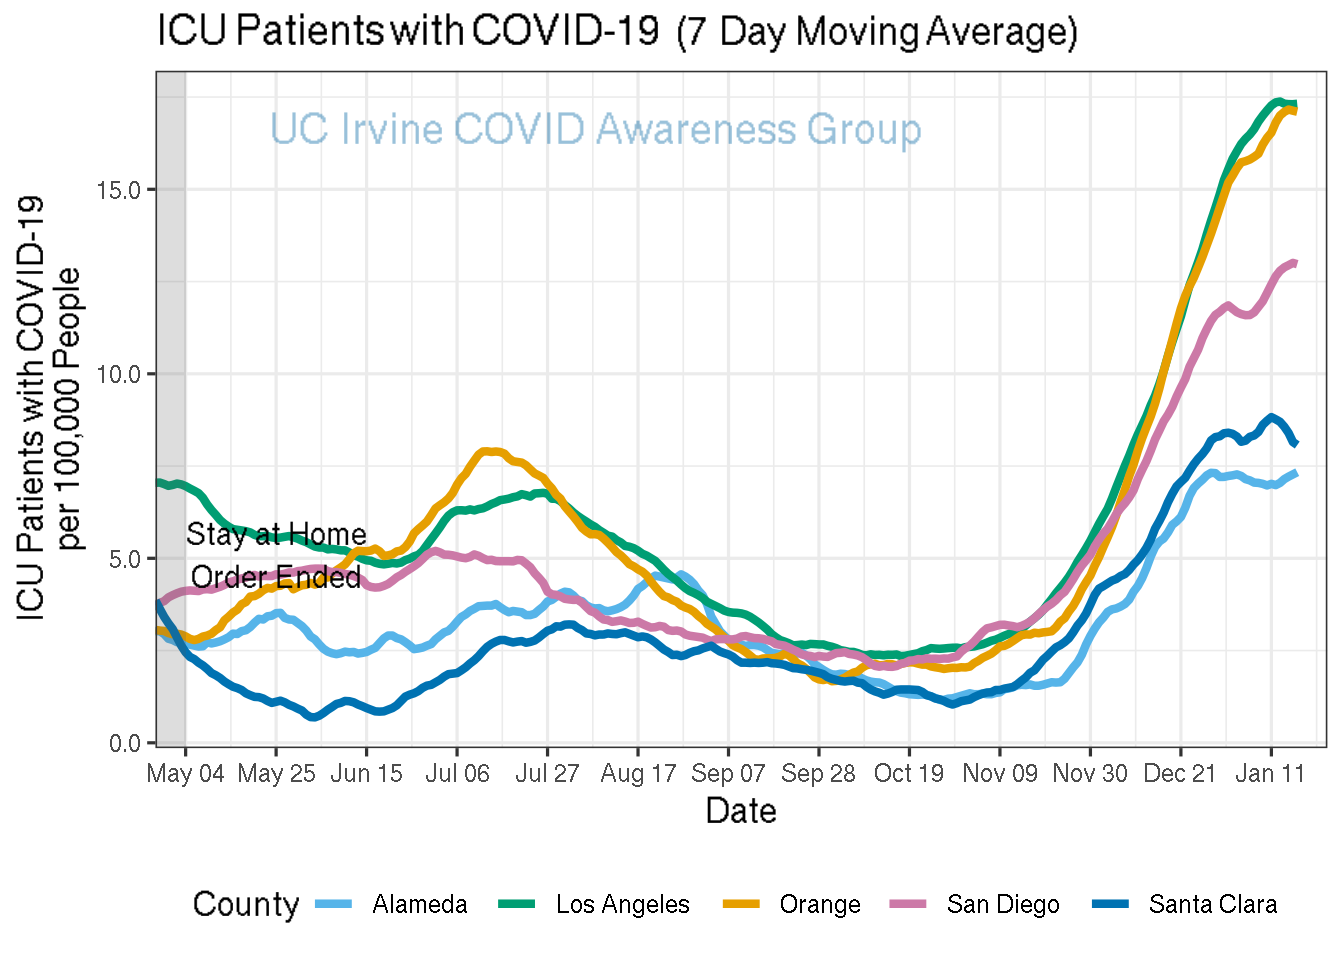 ICU Patients with COVID-19 (7 Day Moving Average)
UC Irvine COVID Awareness Group
ICU Patients with COVID-19
per 100,000 People
15.0
10.0
5.0
0.0
Stay at Home
Order Ended
May 04 May 25 Jun 15 Jul 06 Jul 27 Aug 17 Sep 07 Sep 28 Oct 19 Nov 09 Nov 30 Dec 21 Jan 11
Date
County Alameda Los Angeles Orange San Diego Santa Clara